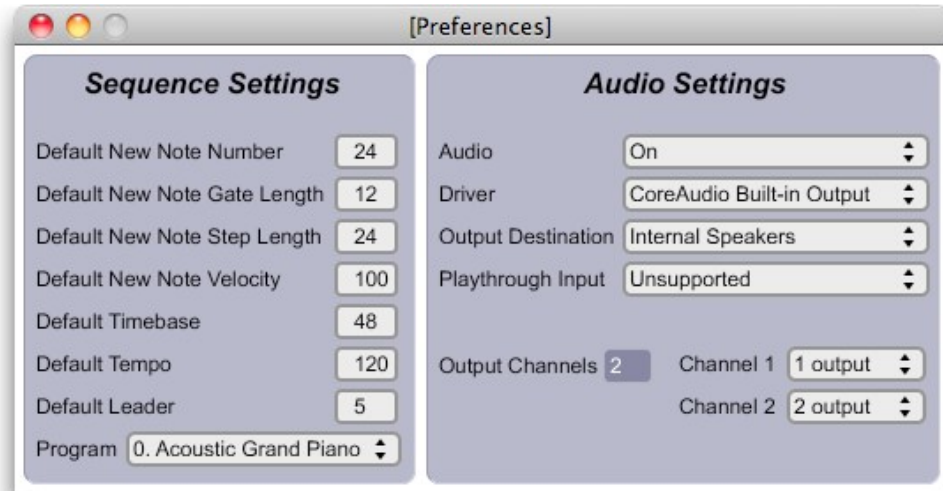 [Preferences]
Sequence Settings
Default New Note Number 24
Default New Note Gate Length 12
Default New Note Step Length 24
Default New Note Velocity 100
Default Timebase 48
Default Tempo 120
Default Leader 5
Program 0. Acoustic Grand Piano
Audio Settings
Audio On
Driver CoreAudio Built-in Output
Output Destination Internal Speakers
Playthrough Input Unsupported
Output Channels 2 Channel 1 1 output
Channel 2 2 output